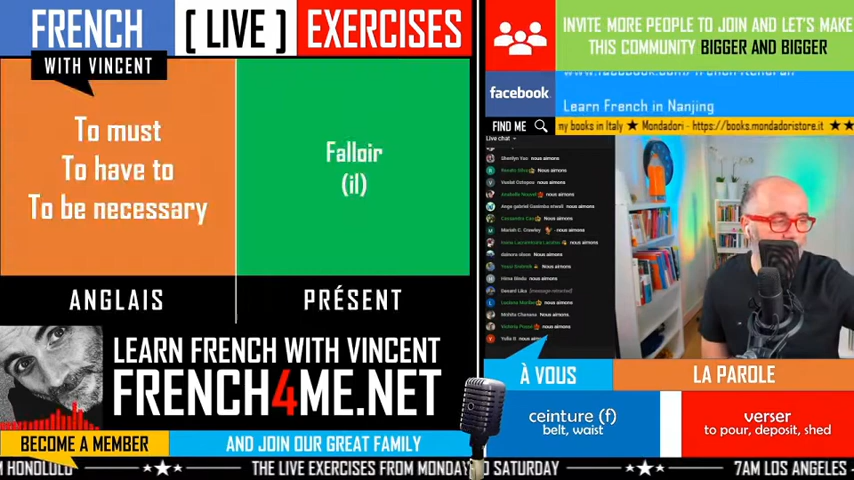 FRENCH
[ LIVE ]
EXERCISES
WITH VINCENT
To must
To have to
To be necessary
Falloir
(il)
ANGLAIS
PRÉSENT
LEARN FRENCH WITH VINCENT
FRENCH4ME.NET
BECOME A MEMBER
AND JOIN OUR GREAT FAMILY
M HONOLULU
THE LIVE EXERCISES FROM MONDAY TO SATURDAY
7AM LOS ANGELES -
INVITE MORE PEOPLE TO JOIN AND LET'S MAKE
THIS COMMUNITY BIGGER AND BIGGER
facebook.
Learn French in Nanjing
FIND ME
my books in Italy ★ Mondadori - https://books.mondadoristore.it ★★
Live chat
nous aimons
Nous aimons
Nous aimons
Nous aimons
nous aimons
Nous aimons
nous aimons
nous aimons
Nous aimons
Nous aimons
Nous aimons
[message retracted]
nous aimons
nous aimons
nous aimons
À VOUS
LA PAROLE
ceinture (f)
belt, waist
verser
to pour, deposit, shed